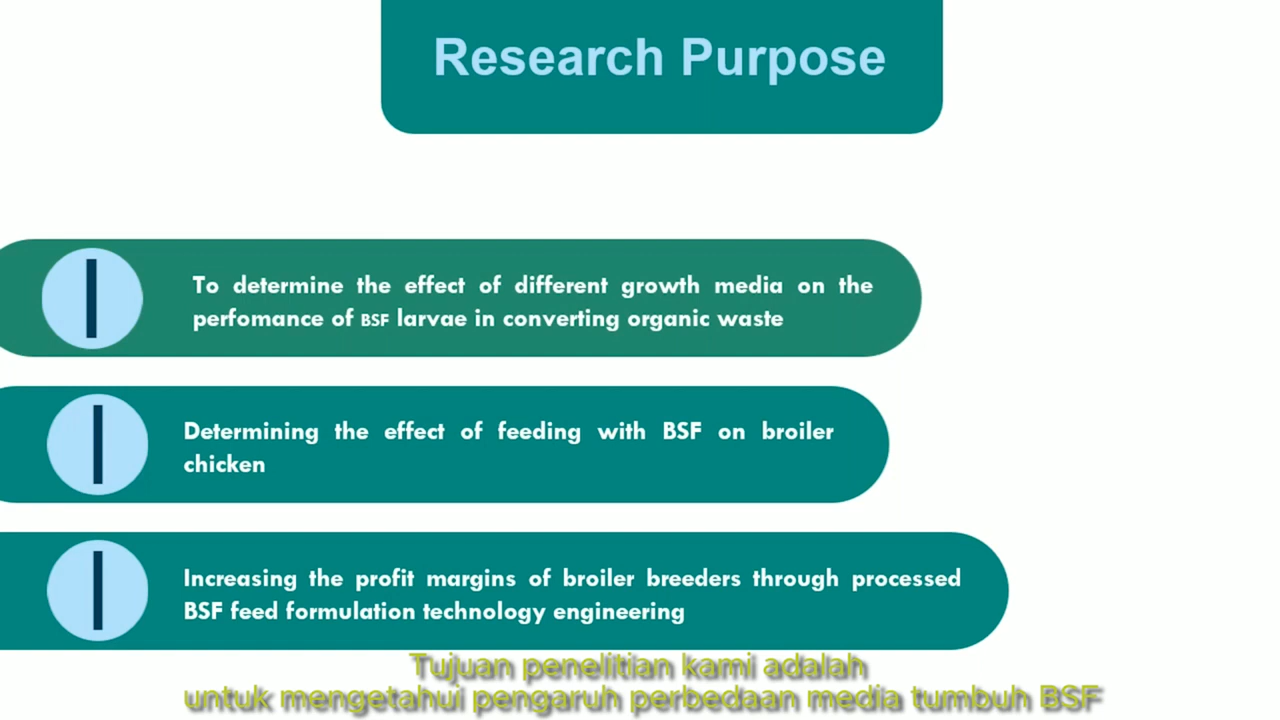 Research Purpose
To determine the effect of different growth media on the
perfomance of BSF larvae in converting organic waste
Determining the effect of feeding with BSF on broiler
chicken
Increasing the profit margins of broiler breeders through processed
BSF feed formulation technology engineering
Tujuan penelitian kami adalah
untuk mengetahui pengaruh perbedaan media tumbuh BSF